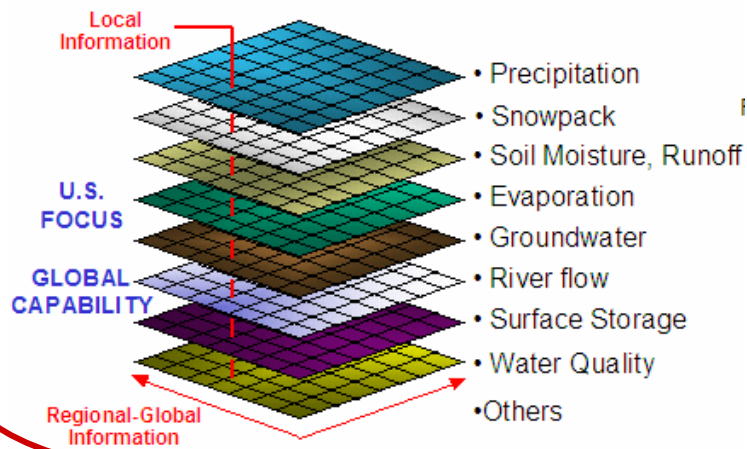 Local
Information
• Precipitation
• Snowpack
• Soil Moisture, Runoff
• Evaporation
• Groundwater
• River flow
• Surface Storage
• Water Quality
•Others
U.S.
FOCUS
GLOBAL
CAPABILITY
Regional-Global
Information